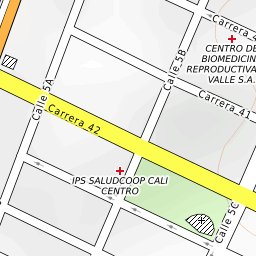 Carrera 4
CENTRO DE
BIOMEDICIN
REPRODUCTIVA
VALLE S.A.
Calle 5B
Calle 5A
Carrera 41
Carrera 42
IPS SALUDCOOP CALI
CENTRO
Calle 5C